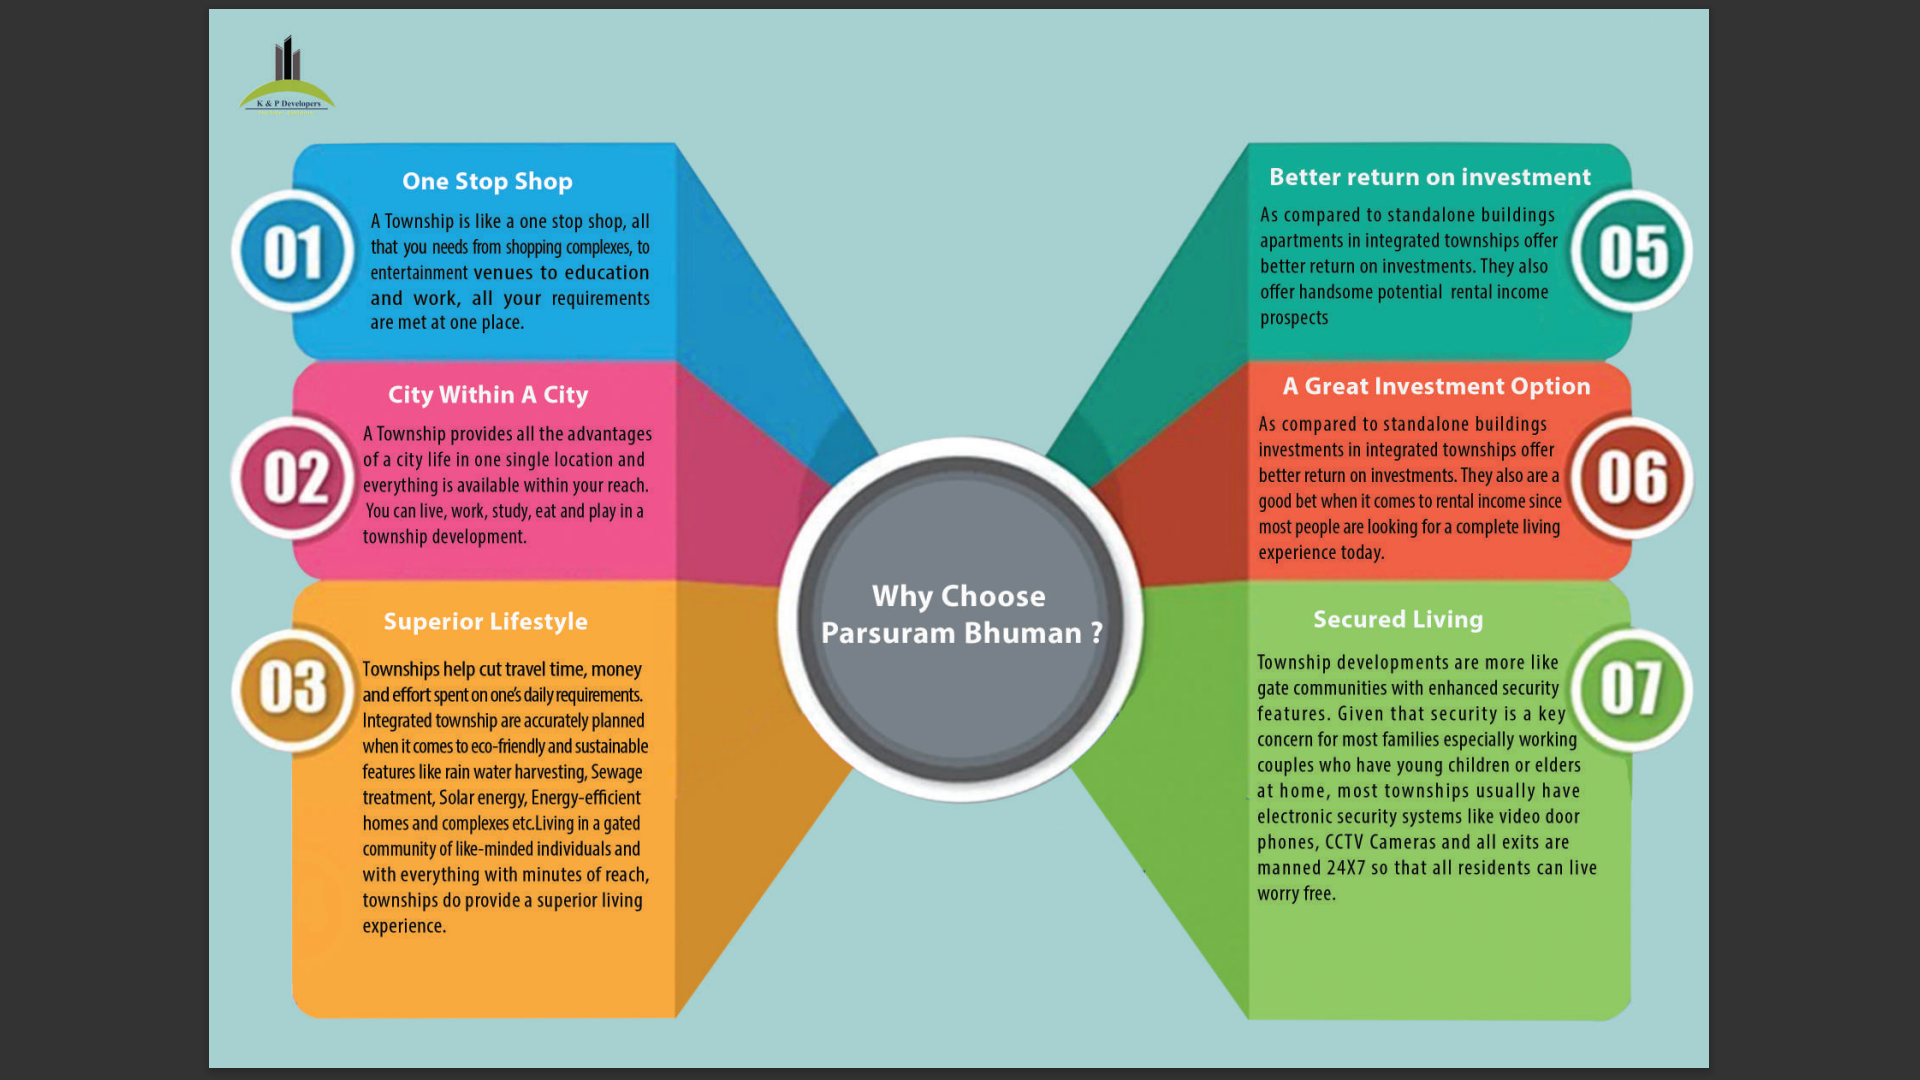 K & P Developers
01
One Stop Shop
A Township is like a one stop shop, all
that you needs from shopping complexes, to
entertainment venues to education
and work, all your requirements
are met at one place.
02
City Within A City
A Township provides all the advantages
of a city life in one single location and
everything is available within your reach.
You can live, work, study, eat and play in a
township development.
03
Superior Lifestyle
Townships help cut travel time, money
and effort spent on one's daily requirements.
Integrated township are accurately planned
when it comes to eco-friendly and sustainable
features like rain water harvesting, Sewage
treatment, Solar energy, Energy-efficient
homes and complexes etc.Living in a gated
community of like-minded individuals and
with everything with minutes of reach,
townships do provide a superior living
experience.
Why Choose
Parsuram Bhuman ?
Better return on investment
05
As compared to standalone buildings
apartments in integrated townships offer
better return on investments. They also
offer handsome potential rental income
prospects
A Great Investment Option
06
As compared to standalone buildings
investments in integrated townships offer
better return on investments. They also are a
good bet when it comes to rental income since
most people are looking for a complete living
experience today.
Secured Living
07
Township developments are more like
gate communities with enhanced security
features. Given that security is a key
concern for most families especially working
couples who have young children or elders
at home, most townships usually have
electronic security systems like video door
phones, CCTV Cameras and all exits are
manned 24X7 so that all residents can live
worry free.